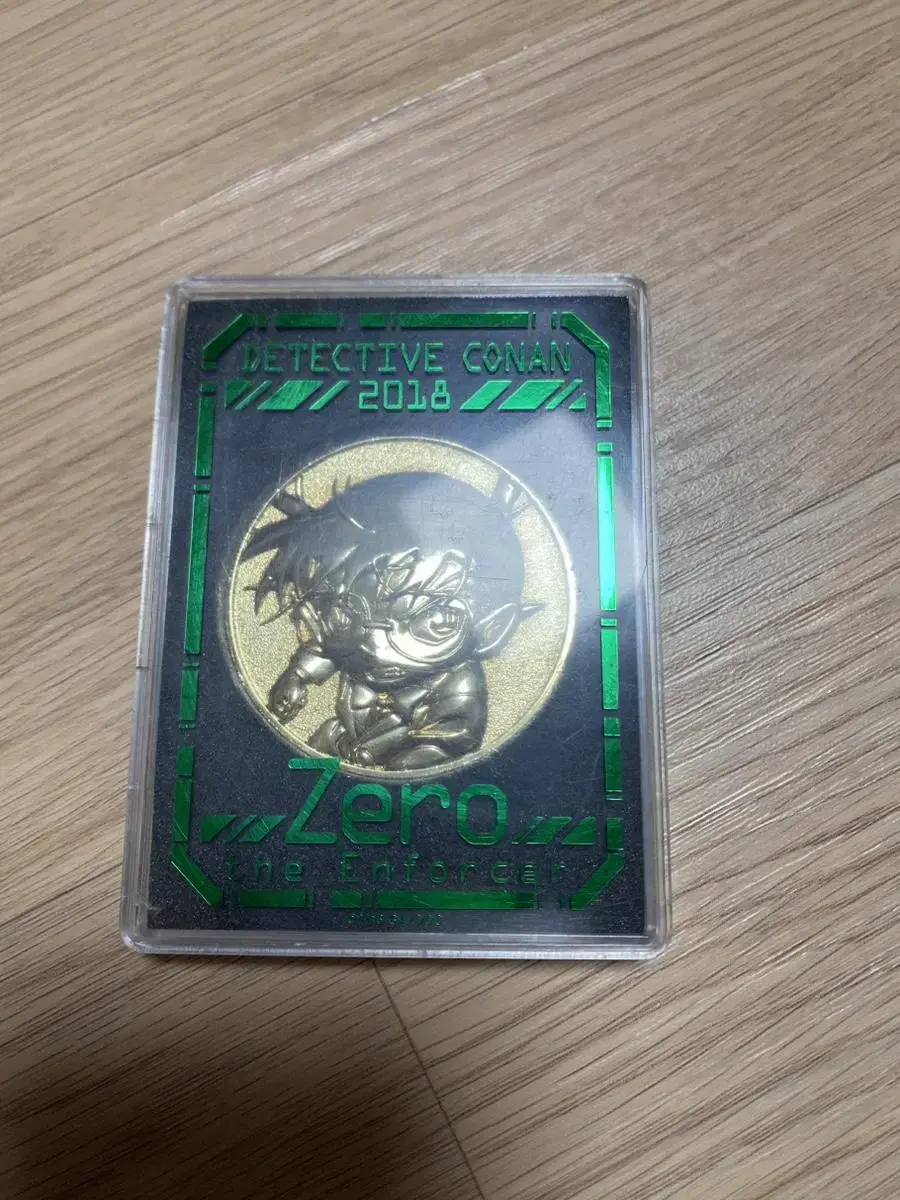 DETECTIVE CONAN
2018
Zero
the Enforcer